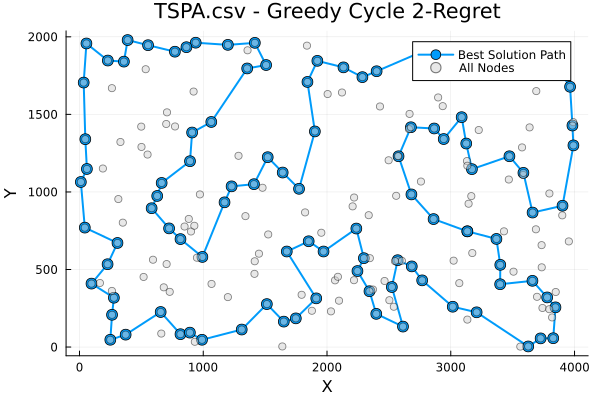 TSPA.csv - Greedy Cycle 2-Regret
Best Solution Path
All Nodes
2000
1500
1000
500
0
Y
0
1000
2000
3000
4000
X